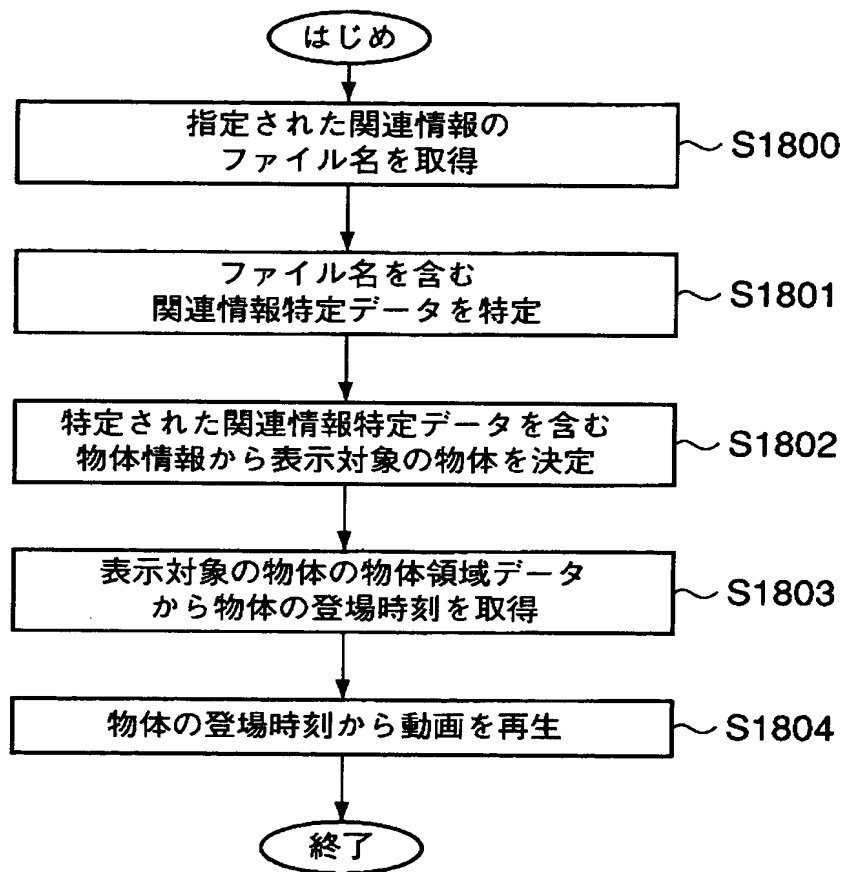 はじめ
指定された関連情報の
ファイル名を取得
S1800
ファイル名を含む
関連情報特定データを特定
S1801
特定された関連情報特定データを含む
物体情報から表示対象の物体を決定
S1802
表示対象の物体の物体領域データ
から物体の登場時刻を取得
S1803
物体の登場時刻から動画を再生
S1804
終了